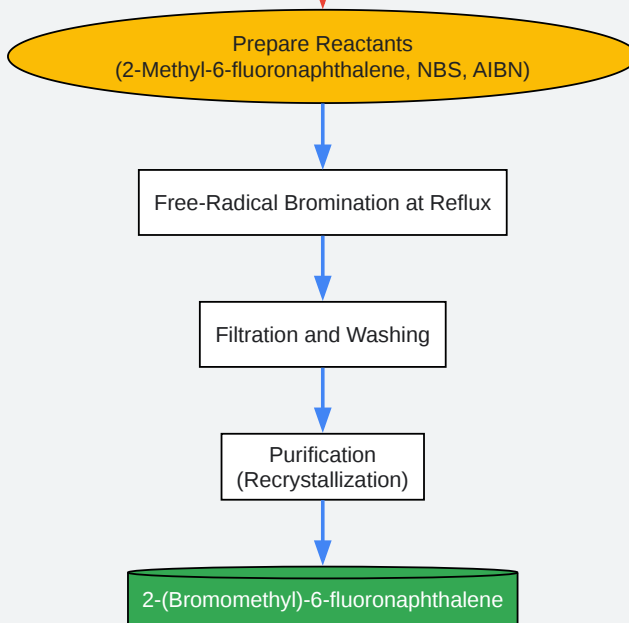 Prepare Reactants
(2-Methyl-6-fluoronaphthalene, NBS, AIBN)
Free-Radical Bromination at Reflux
Filtration and Washing
Purification
(Recrystallization)
2-(Bromomethyl)-6-fluoronaphthalene